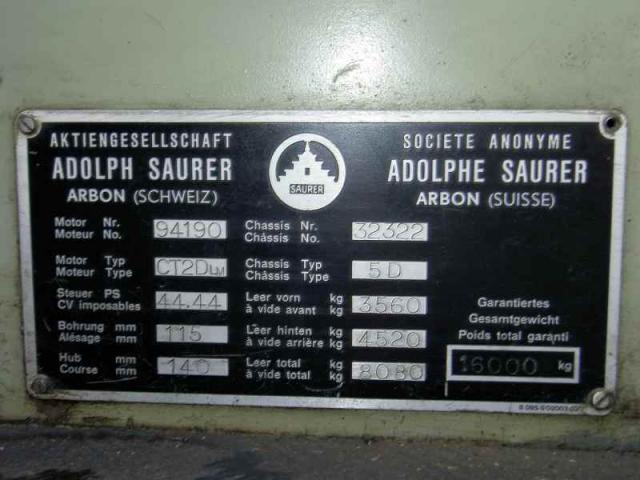 AKTIENGESELLSCHAFT
ADOLPH SAURER
ARBON (SCHWEIZ)
SAURER
SOCIETE ANONYME
ADOLPHE SAURER
ARBON (SUISSE)
Motor Nr. 94190 Chassis Nr. 32322
Moteur No. Châssis No.
Motor Typ CT2DLM Chassis Typ 5D
Moteur Type Châssis Type
Steuer PS 44.44 Leer vorn kg 3560
CV imposables à vide avant kg
Bohrung mm 115 Leer hinten kg 4520
Alésage mm à vide arrière kg
Hub mm 140 Leer total kg 8080
Course mm à vide total kg
Garantiertes
Gesamtgewicht
Poids total garanti
16000 kg